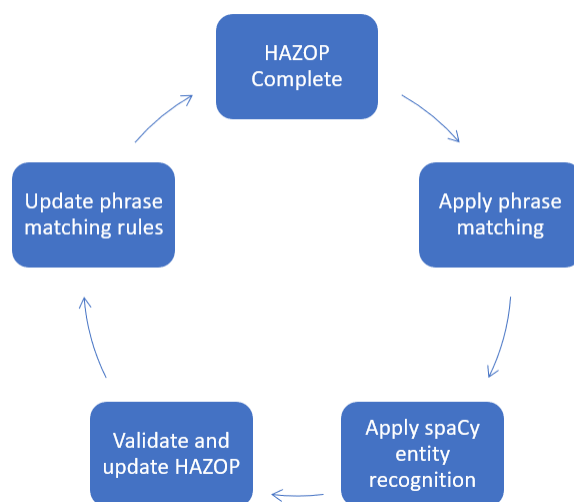 HAZOP
Complete
Apply phrase
matching
Apply spaCy
entity
recognition
Validate and
update HAZOP
Update phrase
matching rules